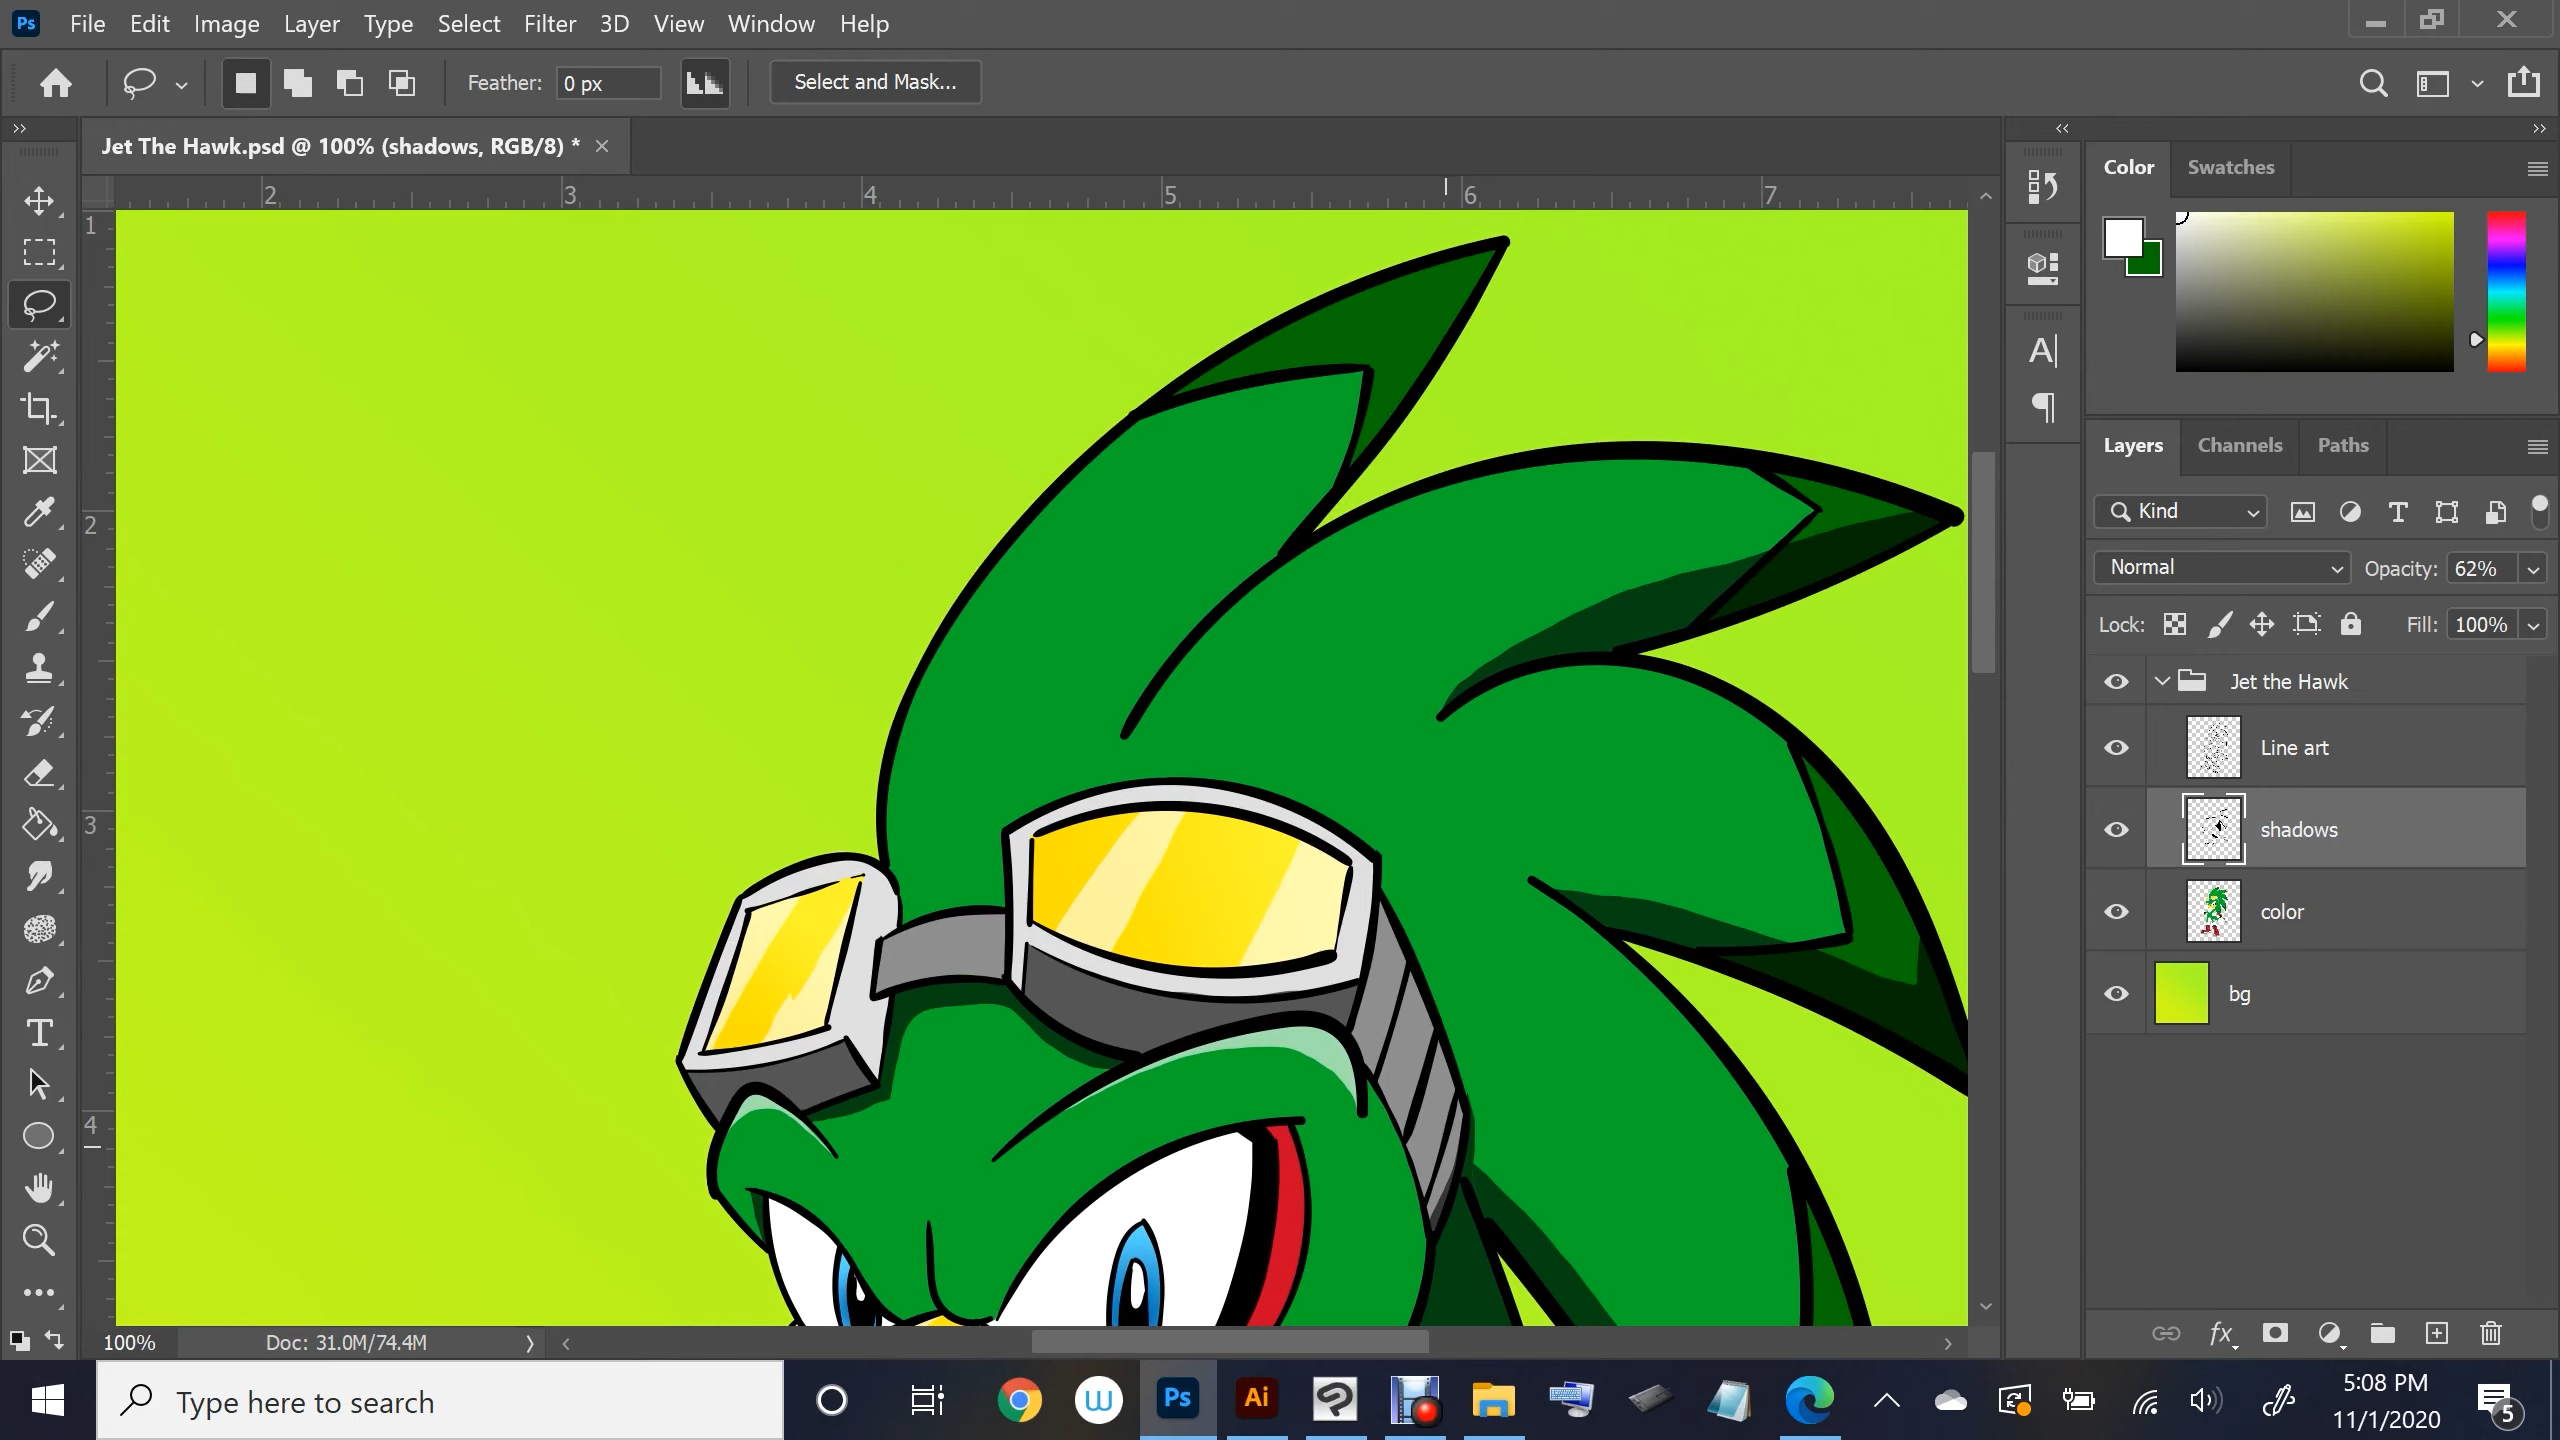 Ps File Edit Image Layer Type Select Filter 3D View Window Help
Feather: 0 px Select and Mask...
Jet The Hawk.psd @ 100% (shadows, RGB/8) *
2 3 4 5 6 7
1
2
3
4
Color Swatches
Layers Channels Paths
Kind
Normal Opacity: 62%
Lock: Fill: 100%
Jet the Hawk
Line art
shadows
color
bg
fx
100% Doc: 31.0M/74.4M
Type here to search
Ps Ai
5:08 PM
11/1/2020
5